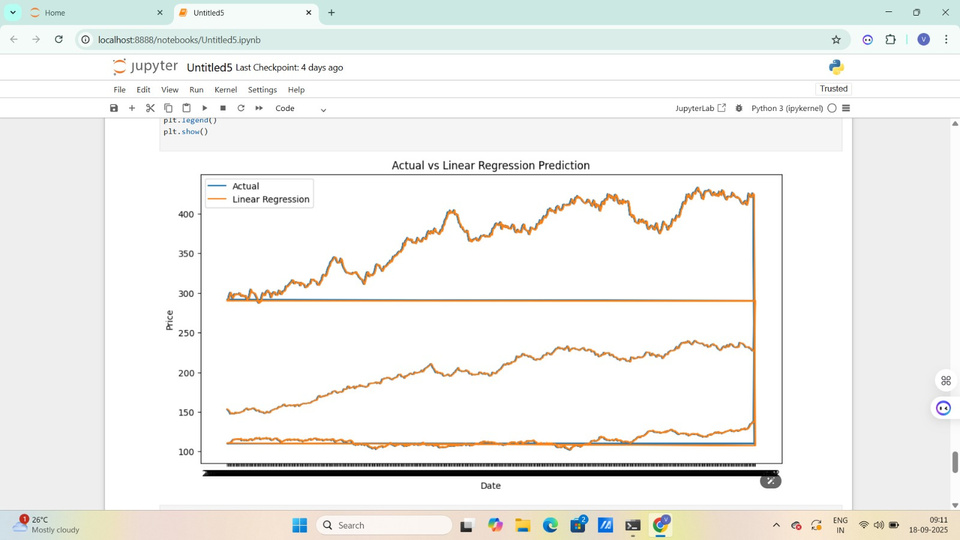 Home
Untitled5
localhost:8888/notebooks/Untitled5.ipynb
V
jupyter Untitled5 Last Checkpoint: 4 days ago
File Edit View Run Kernel Settings Help
Trusted
Code
JupyterLab Python 3 (ipykernel)
plt.legend()
plt.show()
Actual vs Linear Regression Prediction
Actual
Linear Regression
400
350
300
250
200
150
100
Price
Date
1
26°C
Mostly cloudy
Search
2
V
ENG
IN
09:11
18-09-2025